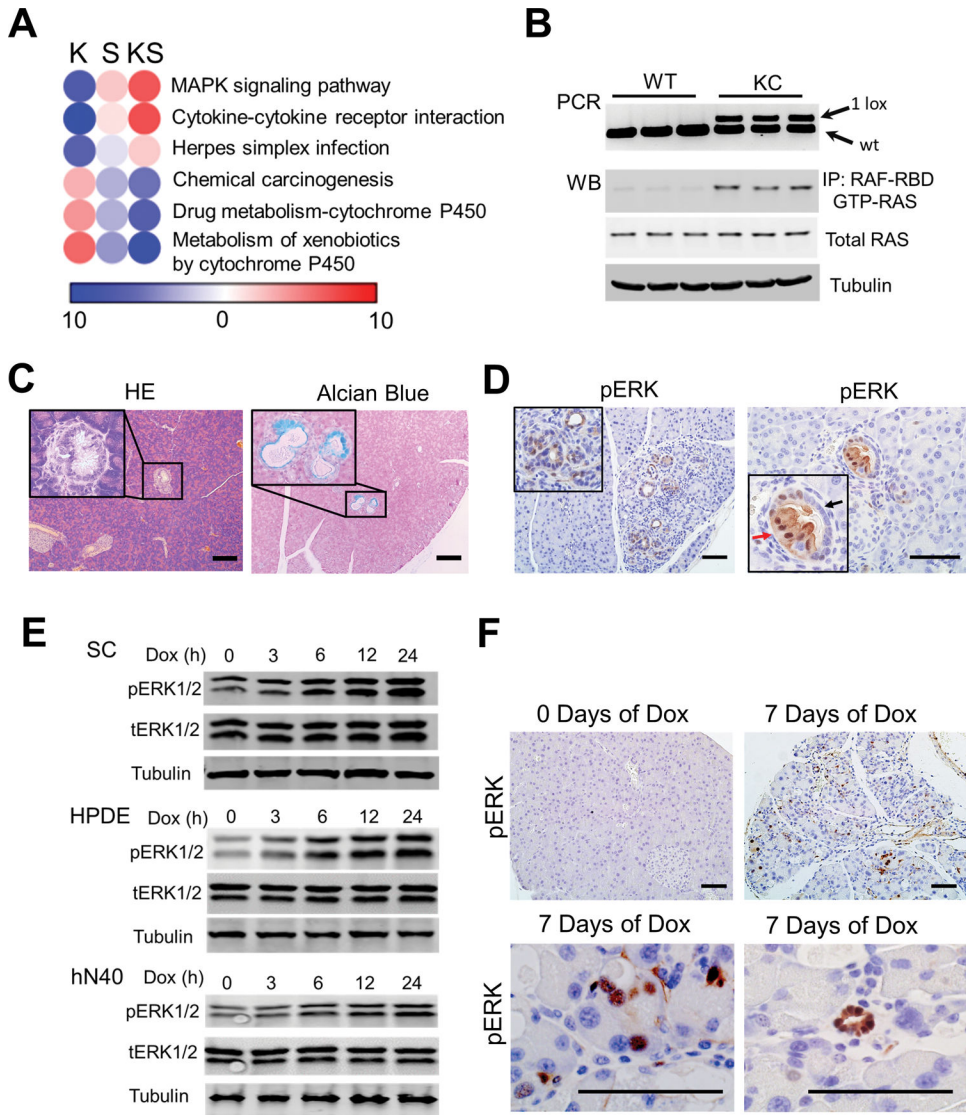 A
K S KS
MAPK signaling pathway
Cytokine-cytokine receptor interaction
Herpes simplex infection
Chemical carcinogenesis
Drug metabolism-cytochrome P450
Metabolism of xenobiotics
by cytochrome P450
10 0 10
B
WT KC
PCR
1 lox
wt
WB
IP: RAF-RBD
GTP-RAS
Total RAS
Tubulin
C
HE Alcian Blue
D
pERK pERK
E
SC Dox (h) 0 3 6 12 24
pERK1/2
tERK1/2
Tubulin
HPDE Dox (h) 0 3 6 12 24
pERK1/2
tERK1/2
Tubulin
hN40 Dox (h) 0 3 6 12 24
pERK1/2
tERK1/2
Tubulin
F
0 Days of Dox 7 Days of Dox
pERK
7 Days of Dox 7 Days of Dox
pERK